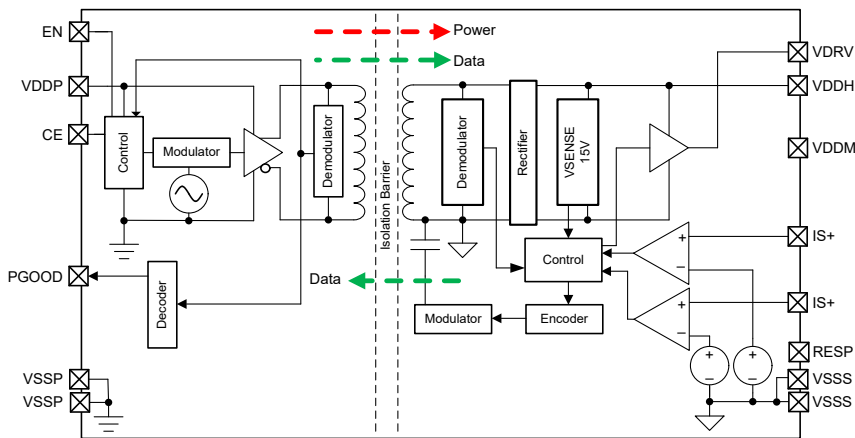 EN
VDDP
CE
PGOOD
VSSP
VSSP
Control
Modulator
Demodulator
Decoder
Power
Data
Data
Isolation Barrier
Demodulator
Rectifier
VSENSE
15V
Control
Modulator
Encoder
+
−
+
−
+
−
+
−
VDRV
VDDH
VDDM
IS+
IS+
RESP
VSSS
VSSS